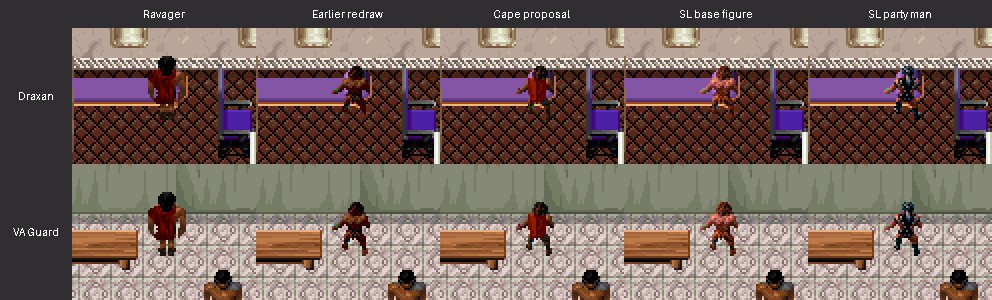 Ravager
Earlier redraw
Cape proposal
SL base figure
SL party man
Draxan
VA Guard